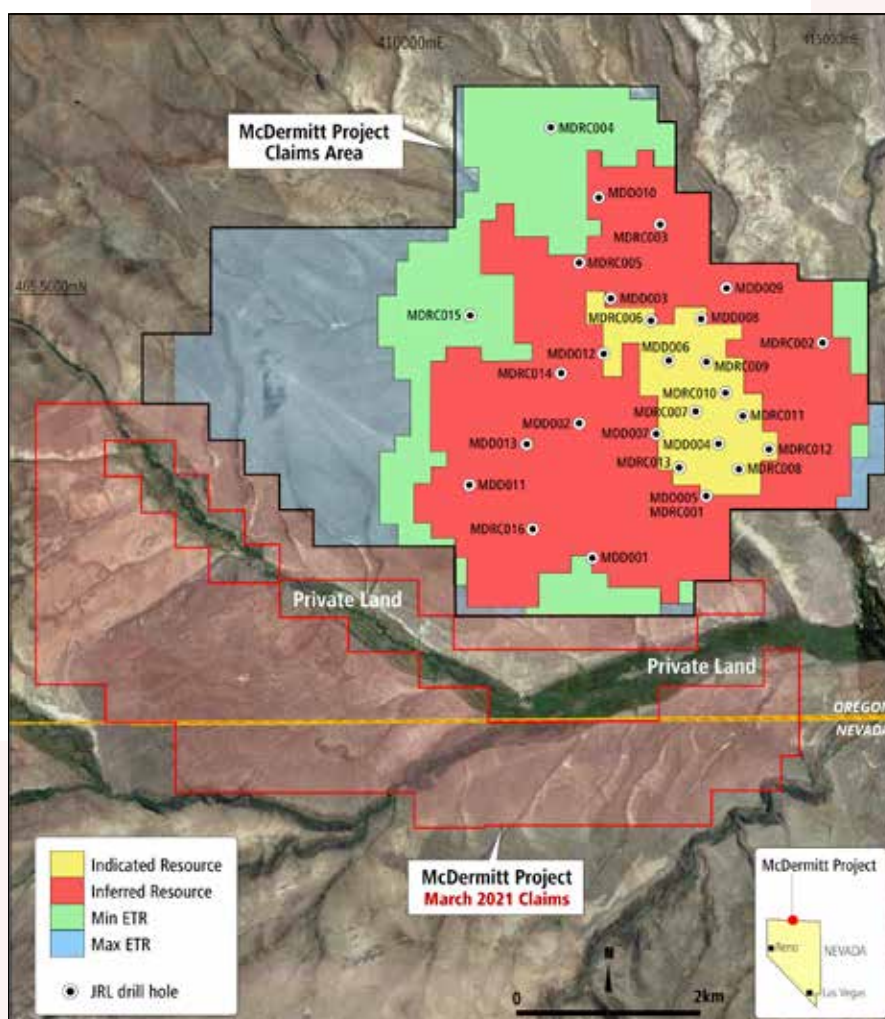 410000mE
415000mE
McDermitt Project
Claims Area
MDRC004
MDD010
MDRC003
MDRC005
4655000mN
MDD009
MDD003
MDRC015
MDRC006
MDD008
MDRC002
MDD012
MDD006
MDRC009
MDRC014
MDRC010
MDRC007
MDRC011
MDD002
MDD007
MDD013
MDD004
MDRC012
MDRC013
MDRC008
MDD011
MDD005
MDRC001
MDRC016
MDD001
Private Land
Private Land
OREGON
NEVADA
Indicated Resource
Inferred Resource
Min ETR
Max ETR
JRL drill hole
McDermitt Project
March 2021 Claims
N
0
2km
McDermitt Project
Reno
NEVADA
Las Vegas